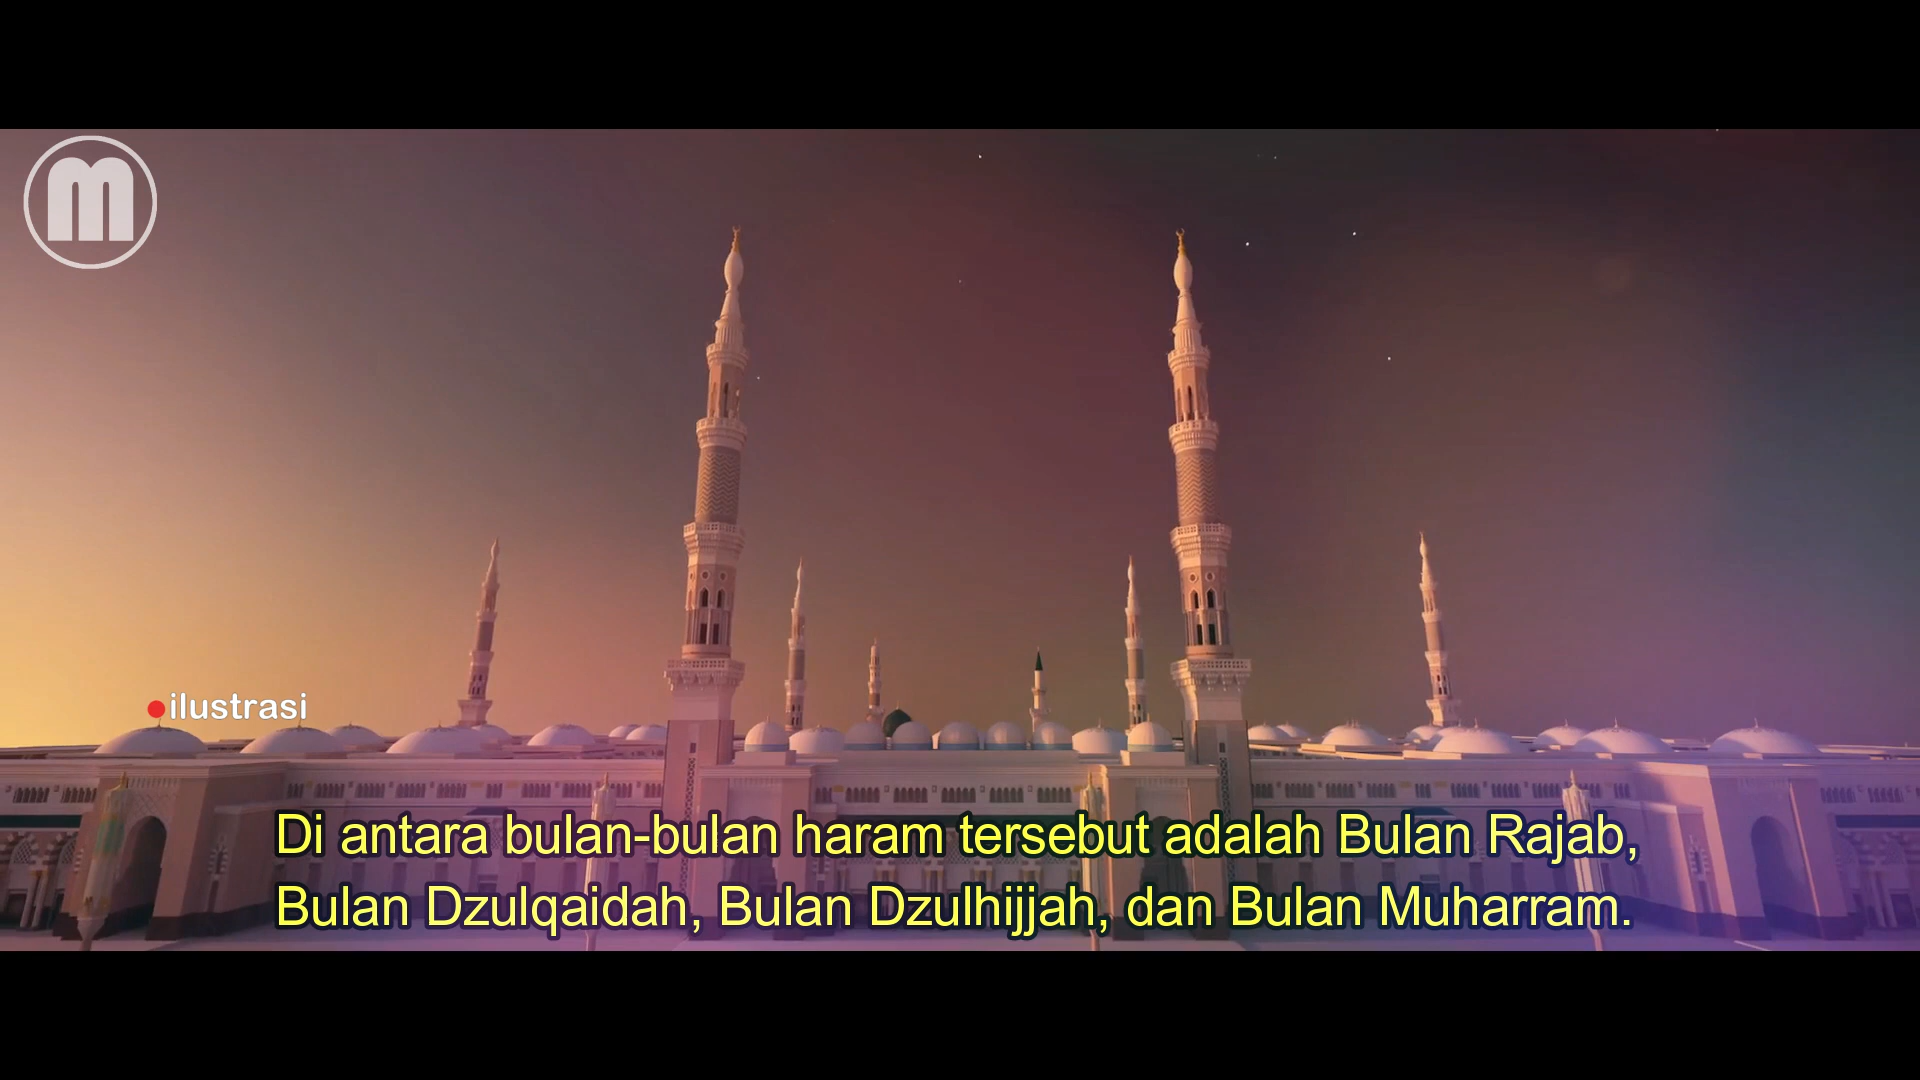 m
ilustrasi
Di antara bulan-bulan haram tersebut adalah Bulan Rajab,
Bulan Dzulqaidah, Bulan Dzulhijjah, dan Bulan Muharram.